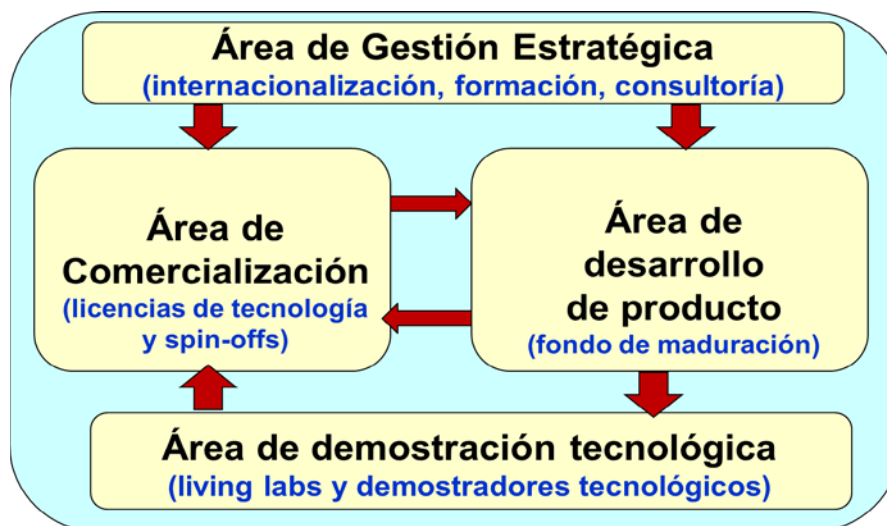 Área de Gestión Estratégica
(internacionalización, formación, consultoría)
Área de
Comercialización
(licencias de tecnología
y spin-offs)
Área de
desarrollo
de producto
(fondo de maduración)
Área de demostración tecnológica
(living labs y demostradores tecnológicos)